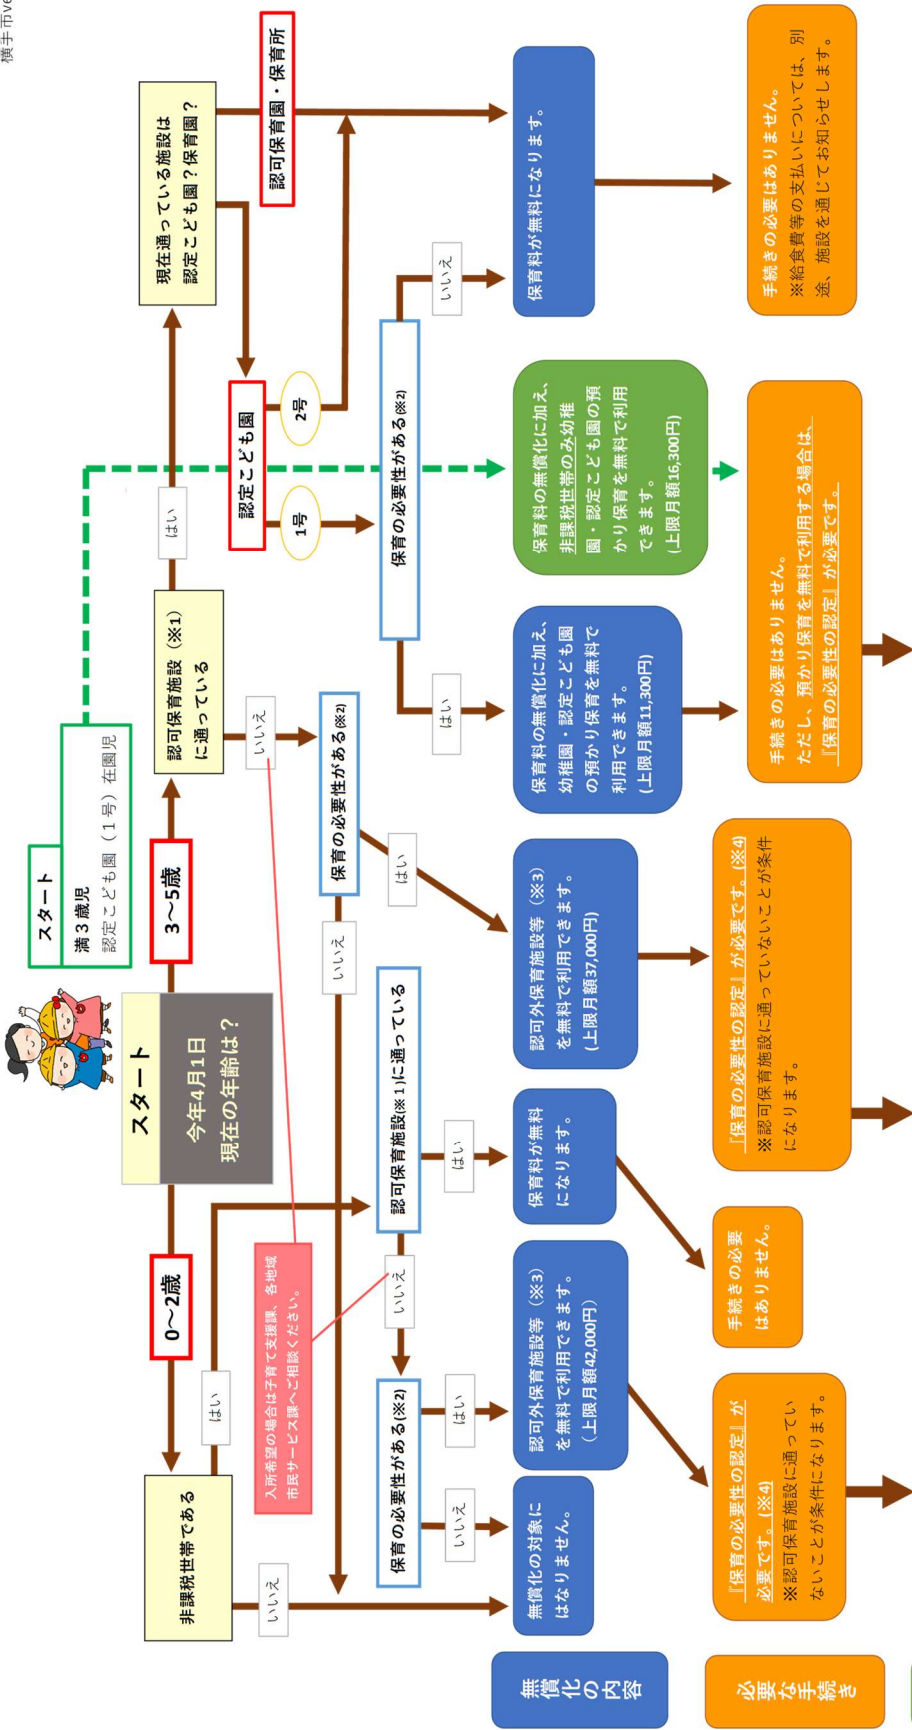 横手市ve
スタート
満３歳児
認定こども園（１号）在園児
スタート
今年4月1日
現在の年齢は？
0～2歳
3～5歳
非課税世帯である
はい
いいえ
認可保育施設（※1）
に通っている
はい
いいえ
現在通っている施設は
認定こども園？保育園？
認可保育園・保育所
認定こども園
1号
2号
入所希望の場合は子育て支援課、各地域
市民サービス課へご相談ください。
保育の必要性がある(※2)
いいえ
はい
認可保育施設(※１)に通っている
いいえ
はい
保育の必要性がある(※2)
いいえ
はい
保育の必要性がある(※2)
はい
いいえ
無償化の内容
無償化の対象に
はなりません。
認可外保育施設等（※3）
を無料で利用できます。
（上限月額42,000円）
保育料が無料
になります。
認可外保育施設等（※3）
を無料で利用できます。
(上限月額37,000円)
保育料の無償化に加え、
幼稚園・認定こども園
の預かり保育を無料で
利用できます。
(上限月額11,300円)
保育料の無償化に加え、
非課税世帯のみ幼稚
園・認定こども園の預
かり保育を無料で利用
できます。
(上限月額16,300円)
保育料が無料になります。
必要な手続き
『保育の必要性の認定』が
必要です。(※4)
※認可保育施設に通ってい
ないことが条件になります。
手続きの必要
はありません。
『保育の必要性の認定』が必要です。(※4)
※認可保育施設に通っていないことが条件
になります。
手続きの必要はありません。
ただし、預かり保育を無料で利用する場合は、
『保育の必要性の認定』が必要です。
手続きの必要はありません。
※給食費等の支払いについては、別
途、施設を通じてお知らせします。